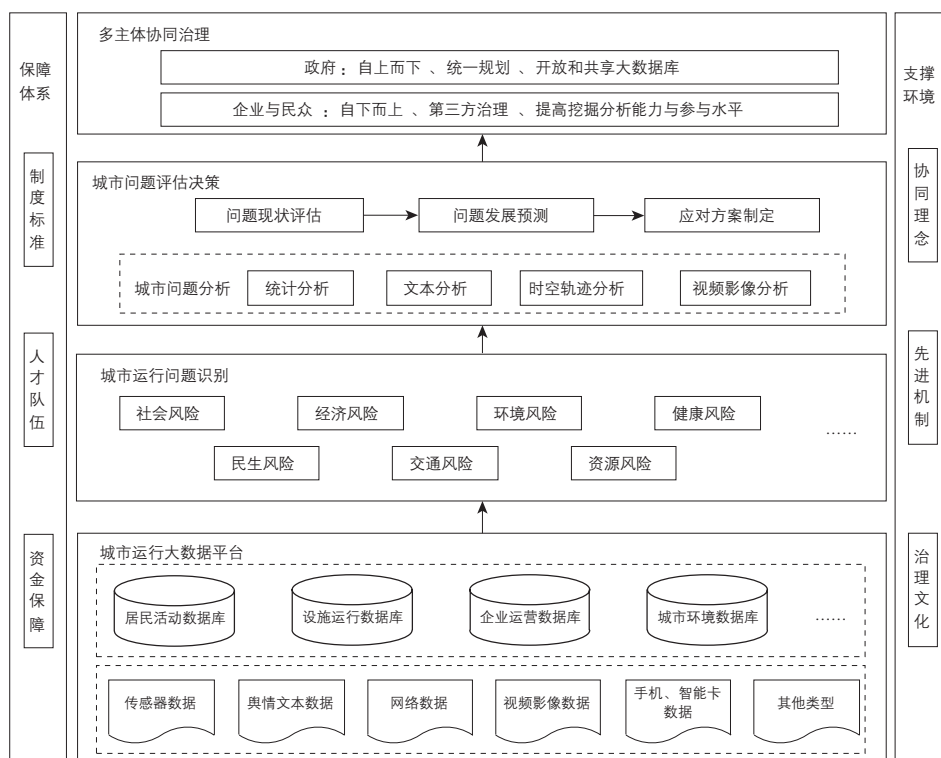 保障
体系
制
度
标
准
人
才
队
伍
资
金
保
障
多主体协同治理
政府：自上而下、统一规划、开放和共享大数据库
企业与民众：自下而上、第三方治理、提高挖掘分析能力与参与水平
城市问题评估决策
问题现状评估
问题发展预测
应对方案制定
城市问题分析
统计分析
文本分析
时空轨迹分析
视频影像分析
城市运行问题识别
社会风险
经济风险
环境风险
健康风险
……
民生风险
交通风险
资源风险
城市运行大数据平台
居民活动数据库
设施运行数据库
企业运营数据库
城市环境数据库
……
传感器数据
舆情文本数据
网络数据
视频影像数据
手机、智能卡
数据
其他类型
支撑
环境
协
同
理
念
先
进
机
制
治
理
文
化